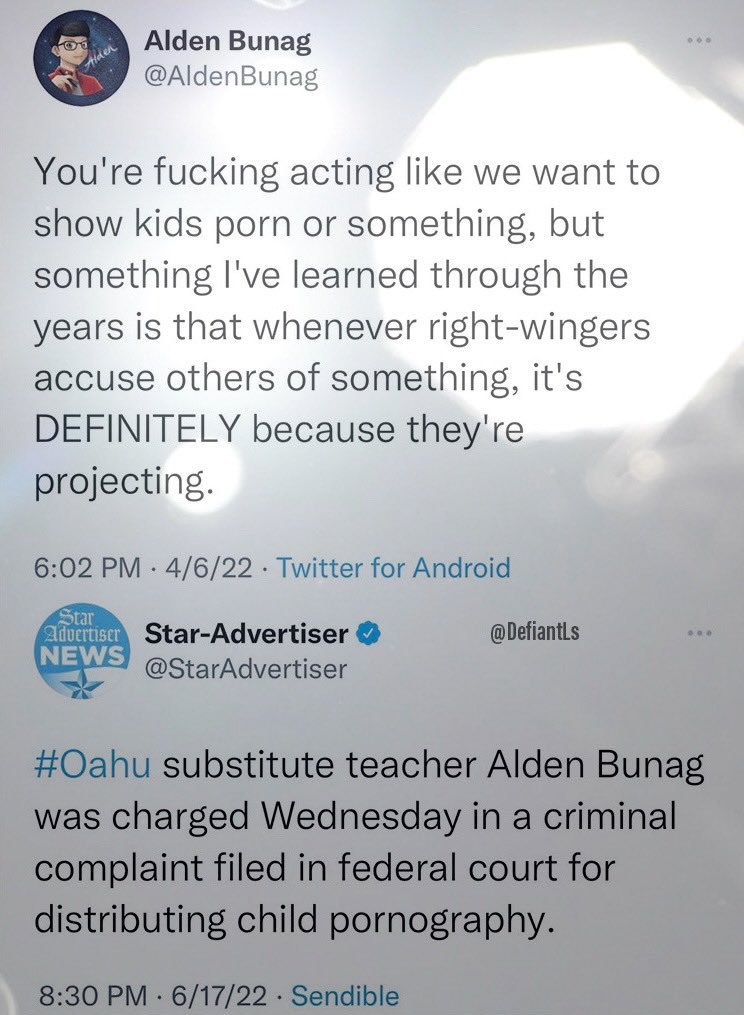 Alden
Alden Bunag
@AldenBunag
You're fucking acting like we want to
show kids porn or something, but
something I've learned through the
years is that whenever right-wingers
accuse others of something, it's
DEFINITELY because they're
projecting.
6:02 PM · 4/6/22 · Twitter for Android
Star
Advertiser
NEWS
Star-Advertiser
@DefiantLs
@StarAdvertiser
#Oahu substitute teacher Alden Bunag
was charged Wednesday in a criminal
complaint filed in federal court for
distributing child pornography.
8:30 PM · 6/17/22 · Sendible